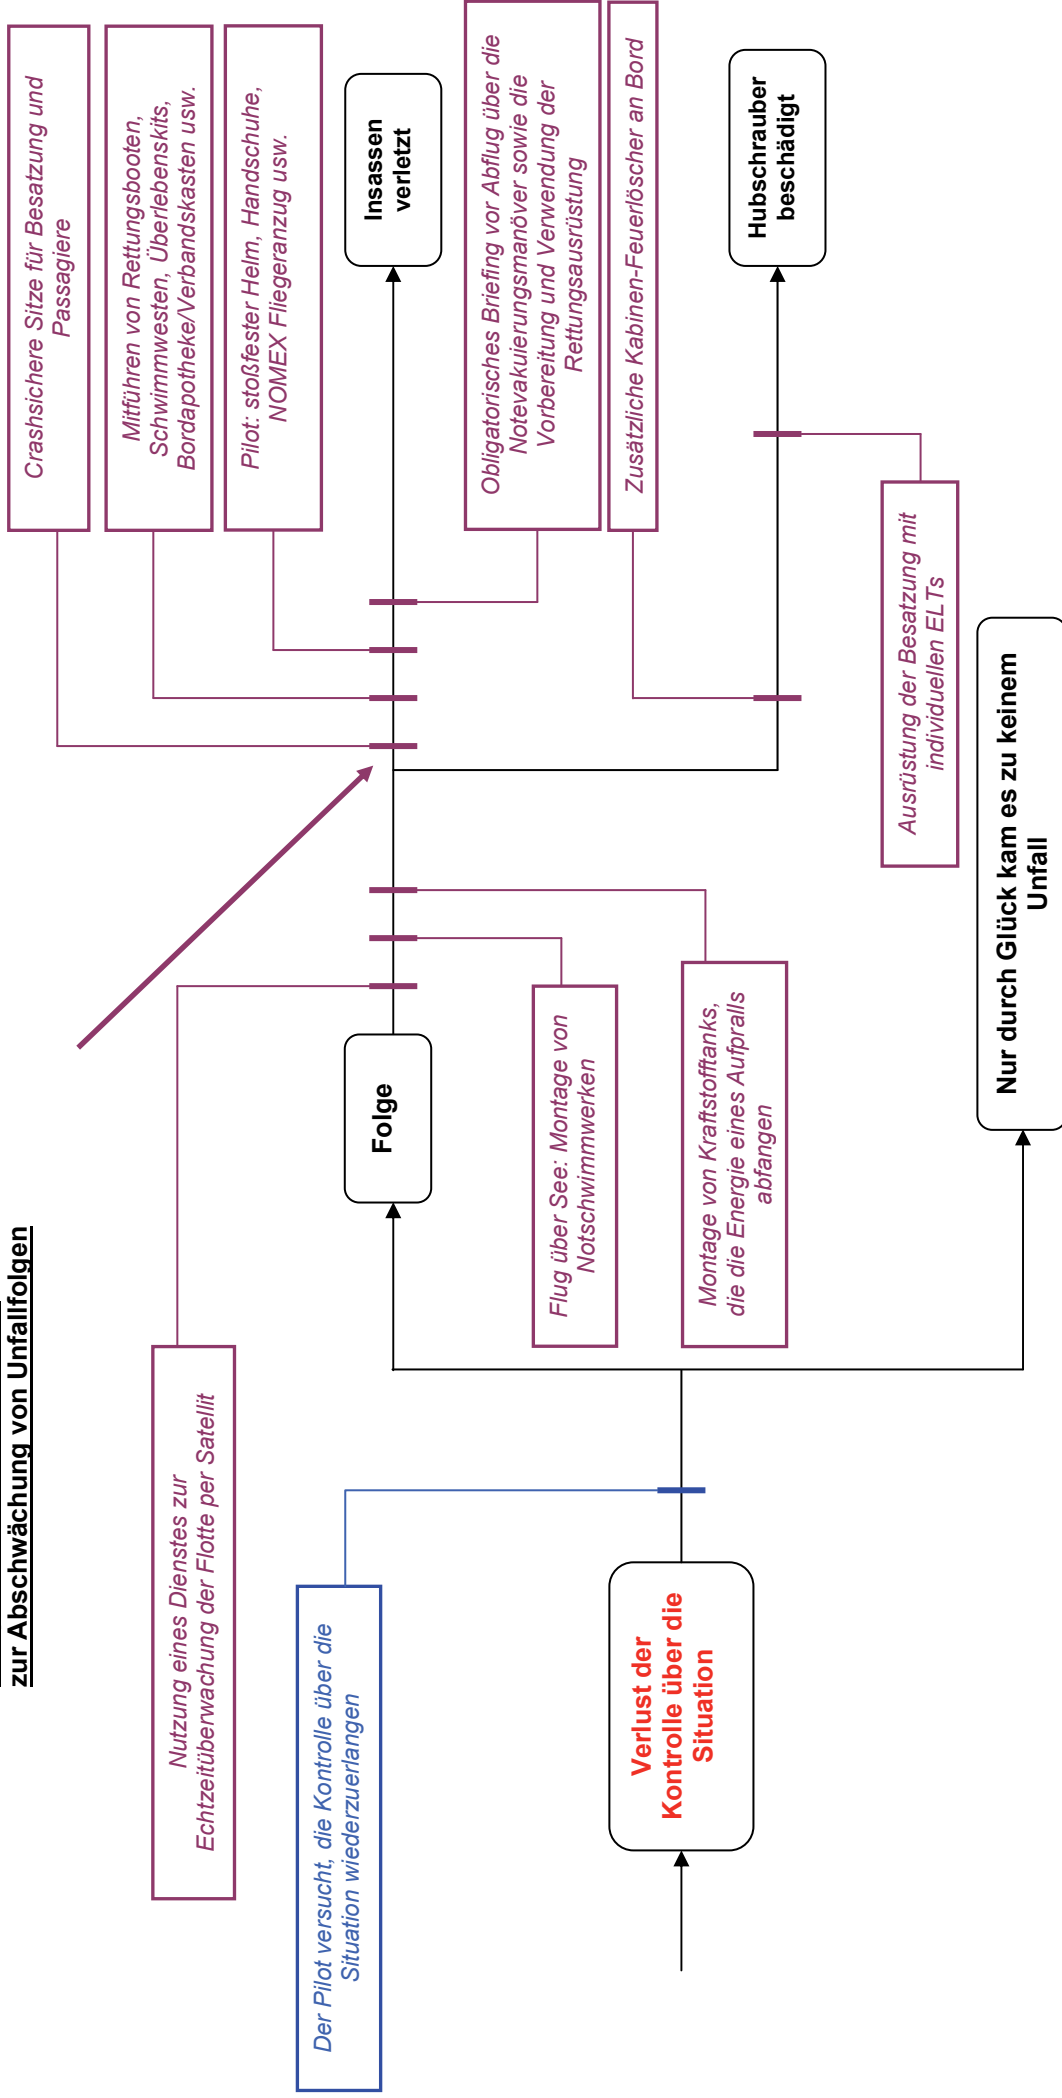 zur Abschwächung von Unfallfolgen
Nutzung eines Dienstes zur
Echtzeitüberwachung der Flotte per Satellit
Der Pilot versucht, die Kontrolle über die
Situation wiederzuerlangen
Verlust der
Kontrolle über die
Situation
Folge
Flug über See: Montage von
Notschwimmwerken
Montage von Kraftstofftanks,
die die Energie eines Aufpralls
abfangen
Nur durch Glück kam es zu keinem
Unfall
Crashsichere Sitze für Besatzung und
Passagiere
Mitführen von Rettungsbooten,
Schwimmwesten, Überlebenskits,
Bordapotheke/Verbandskasten usw.
Pilot: stoßfester Helm, Handschuhe,
NOMEX Fliegeranzug usw.
Insassen
verletzt
Obligatorisches Briefing vor Abflug über die
Notevakuierungsmanöver sowie die
Vorbereitung und Verwendung der
Rettungsausrüstung
Zusätzliche Kabinen-Feuerlöscher an Bord
Hubschrauber
beschädigt
Ausrüstung der Besatzung mit
individuellen ELTs